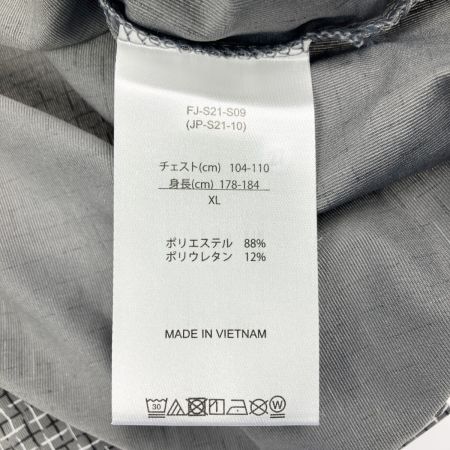 FJ-S21-S09
(JP-S21-10)
チェスト(cm) 104-110
身長(cm) 178-184
XL
ポリエステル 88%
ポリウレタン 12%
MADE IN VIETNAM
30
W